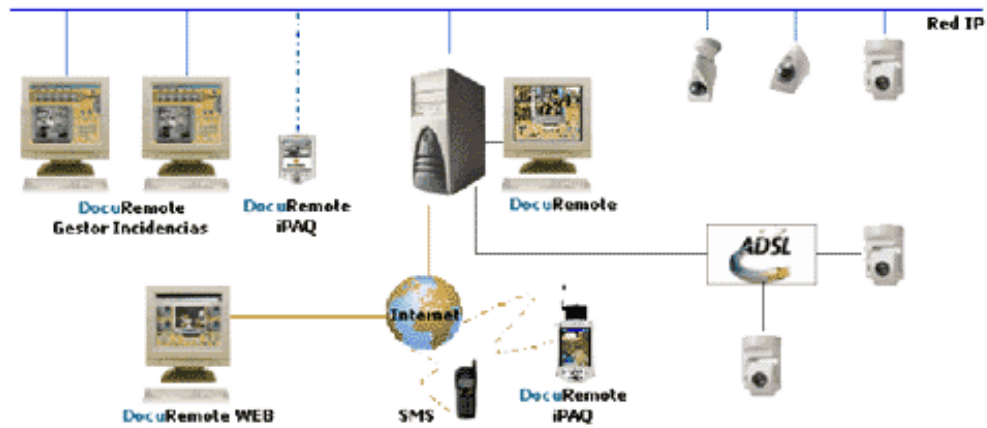 Red IP
DocuRemote
Gestor Incidencias
DocuRemote
iPAQ
DocuRemote
ADSL
Internet
DocuRemote WEB
SMS
DocuRemote
iPAQ